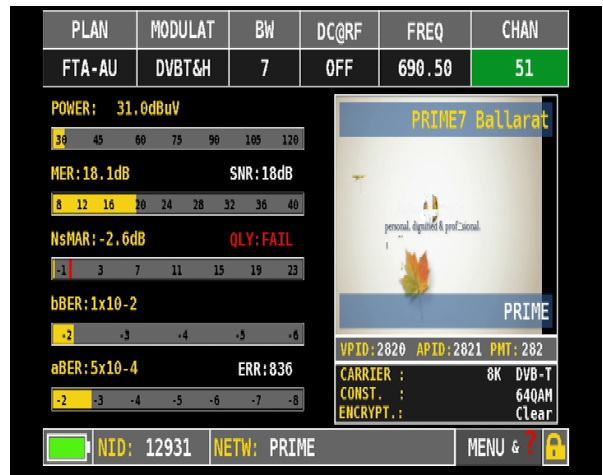 PLAN MODULAT BW DC@RF FREQ CHAN
FTA-AU DVBT&H 7 OFF 690.50 51
POWER: 31.0dBuV
30 45 60 75 90 105 120
MER:18.1dB SNR:18dB
8 12 16 20 24 28 32 36 40
NsMAR:-2.6dB QLY:FAIL
-1 3 7 11 15 19 23
bBER:1x10-2
-2 -3 -4 -5 -6
aBER:5x10-4 ERR:836
-2 -3 -4 -5 -6 -7 -8
PRIME7 Ballarat
personal, dignified & professional.
PRIME
VPID:2820 APID:2821 PMT:282
CARRIER : 8K DVB-T
CONST. : 64QAM
ENCRYPT.: Clear
NID: 12931 NETW: PRIME MENU & ?